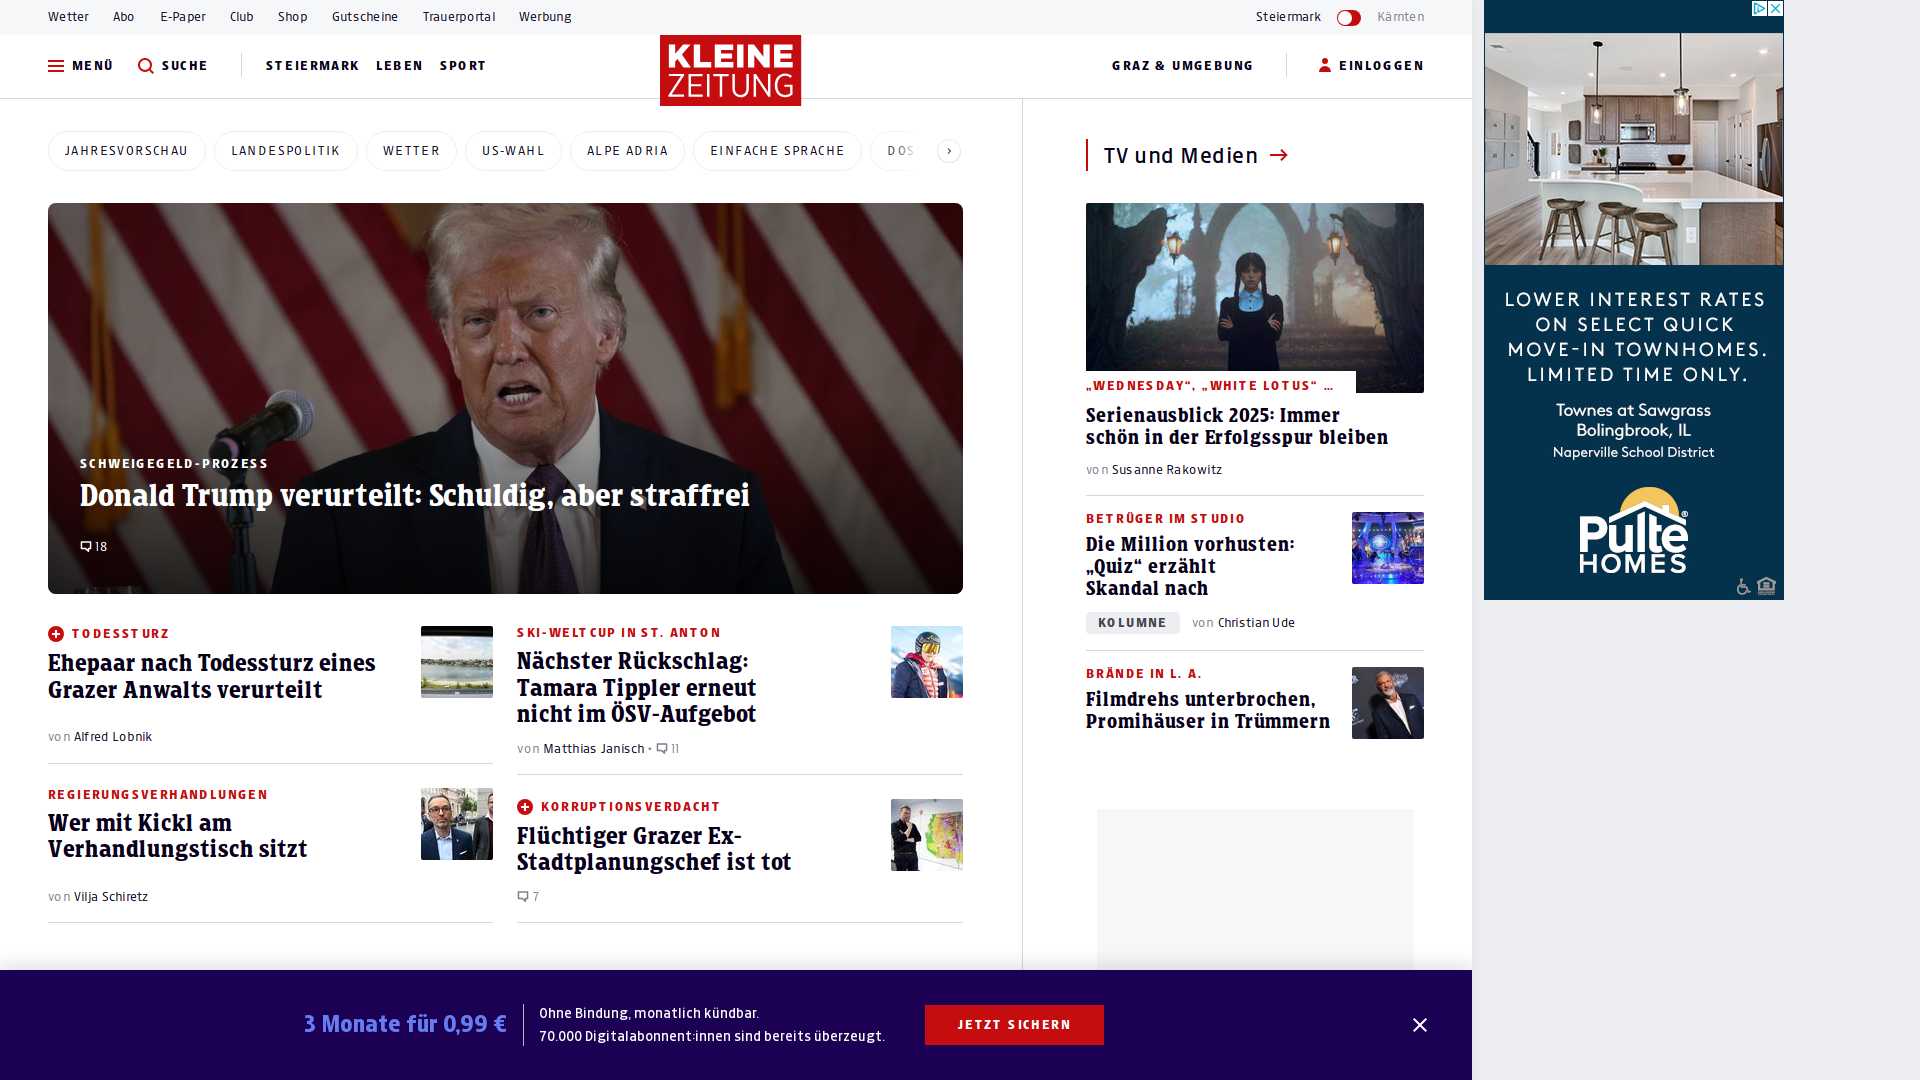 Wetter Abo E-Paper Club Shop Gutscheine Trauerportal Werbung Steiermark Kärnten
MENÜ SUCHE STEIERMARK LEBEN SPORT KLEINE ZEITUNG GRAZ & UMGEBUNG EINLOGGEN
JAHRESVORSCHAU LANDESPOLITIK WETTER US-WAHL ALPE ADRIA EINFACHE SPRACHE DOS
SCHWEIGEGELD-PROZESS
Donald Trump verurteilt: Schuldig, aber straffrei
18
TODESSTURZ
Ehepaar nach Todessturz eines
Grazer Anwalts verurteilt
von Alfred Lobnik
SKI-WELTCUP IN ST. ANTON
Nächster Rückschlag:
Tamara Tippler erneut
nicht im ÖSV-Aufgebot
von Matthias Janisch • 11
REGIERUNGSVERHANDLUNGEN
Wer mit Kickl am
Verhandlungstisch sitzt
von Vilja Schiretz
KORRUPTIONSVERDACHT
Flüchtiger Grazer Ex-
Stadtplanungschef ist tot
7
TV und Medien
„WEDNESDAY“, „WHITE LOTUS“ …
Serienausblick 2025: Immer
schön in der Erfolgsspur bleiben
von Susanne Rakowitz
BETRÜGER IM STUDIO
Die Million vorhusten:
„Quiz“ erzählt
Skandal nach
KOLUMNE von Christian Ude
BRÄNDE IN L. A.
Filmdrehs unterbrochen,
Promihäuser in Trümmern
LOWER INTEREST RATES
ON SELECT QUICK
MOVE-IN TOWNHOMES.
LIMITED TIME ONLY.
Townes at Sawgrass
Bolingbrook, IL
Naperville School District
Pulte
HOMES
3 Monate für 0,99 €
Ohne Bindung, monatlich kündbar.
70.000 Digitalabonnent:innen sind bereits überzeugt.
JETZT SICHERN